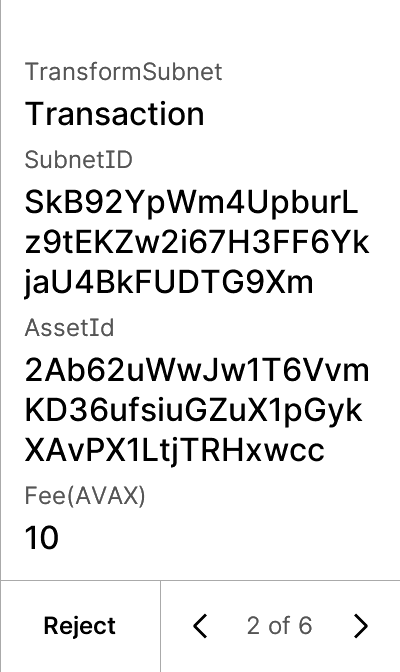 TransformSubnet
Transaction
SubnetID
SkB92YpWm4UpburL
z9tEKZw2i67H3FF6Yk
jaU4BkFUDTG9Xm
AssetId
2Ab62uWwJw1T6Vvm
KD36ufsiuGZuX1pGyk
XAvPX1LtjTRHxwcc
Fee(AVAX)
10
Reject
2 of 6